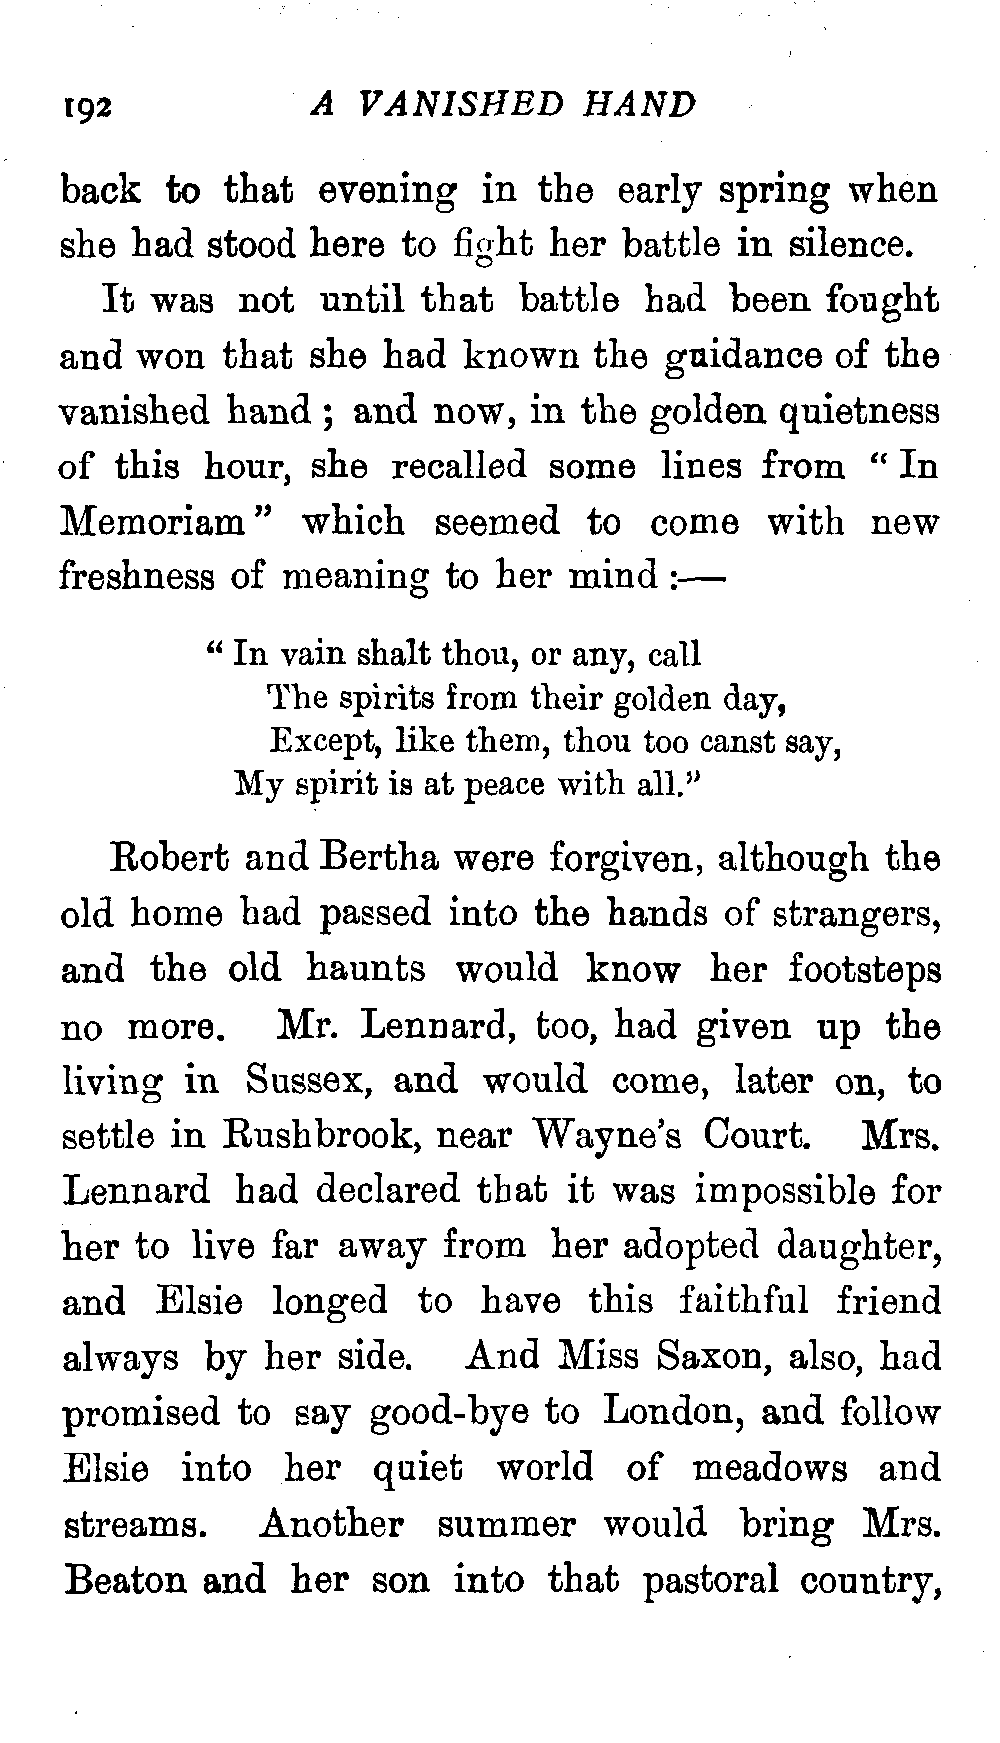 192 A VANISHED HAND
back to that evening in the early spring when
she had stood here to fight her battle in silence.
It was not until that battle had been fought
and won that she had known the guidance of the
vanished hand ; and now, in the golden quietness
of this hour, she recalled some lines from “ In
Memoriam ” which seemed to come with new
freshness of meaning to her mind :—
“ In vain shalt thou, or any, call
The spirits from their golden day,
Except, like them, thou too canst say,
My spirit is at peace with all.”
Robert and Bertha were forgiven, although the
old home had passed into the hands of strangers,
and the old haunts would know her footsteps
no more. Mr. Lennard, too, had given up the
living in Sussex, and would come, later on, to
settle in Rushbrook, near Wayne’s Court. Mrs.
Lennard had declared that it was impossible for
her to live far away from her adopted daughter,
and Elsie longed to have this faithful friend
always by her side. And Miss Saxon, also, had
promised to say good-bye to London, and follow
Elsie into her quiet world of meadows and
streams. Another summer would bring Mrs.
Beaton and her son into that pastoral country,